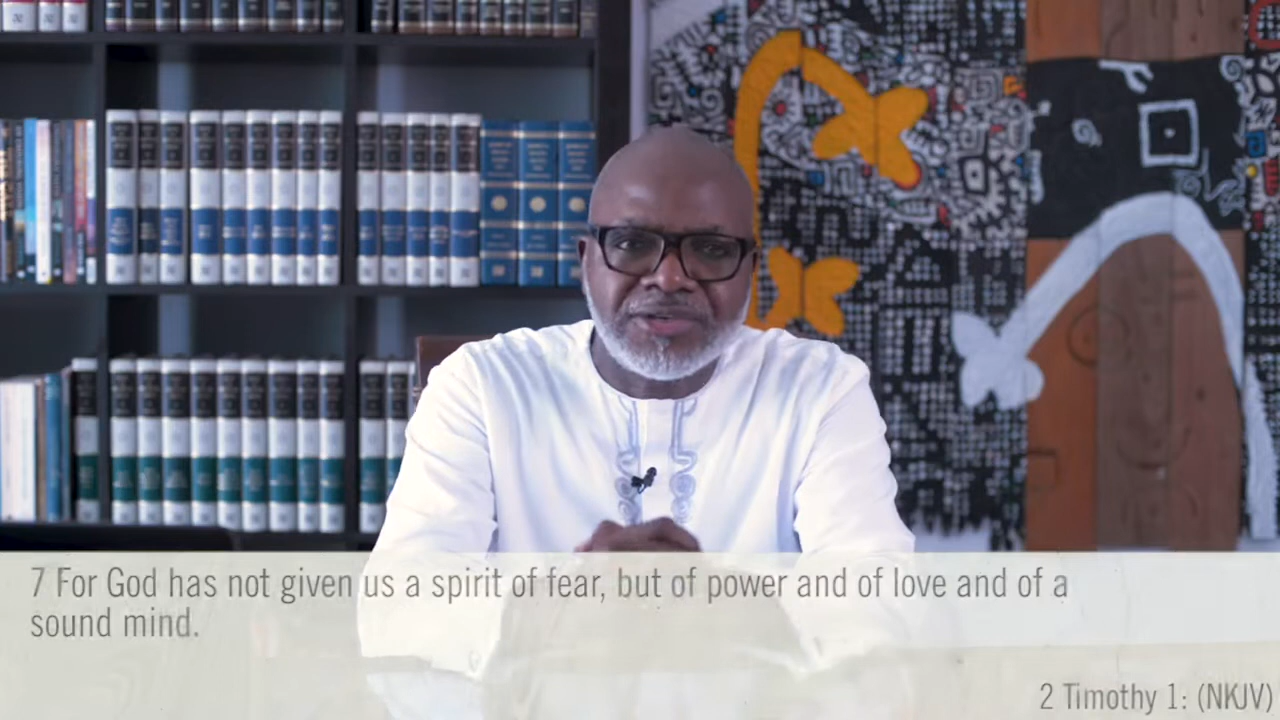 7 For God has not given us a spirit of fear, but of power and of love and of a
sound mind.
2 Timothy 1: (NKJV)